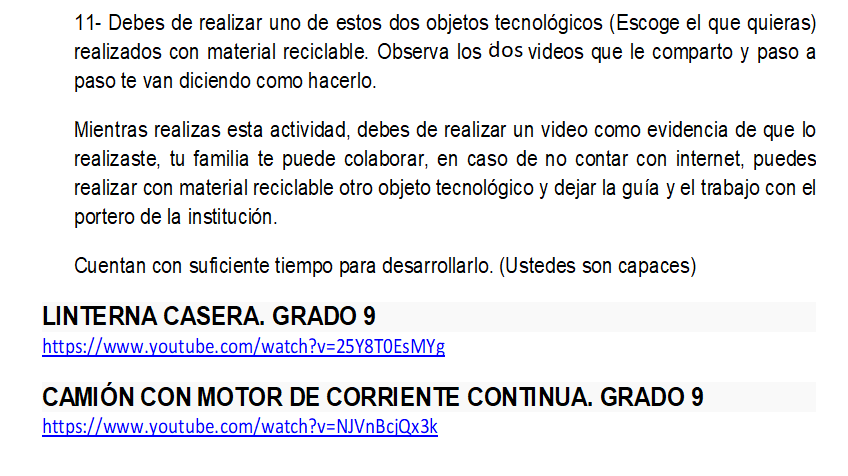 11- Debes de realizar uno de estos dos objetos tecnológicos (Escoge el que quieras)
realizados con material reciclable. Observa los dos videos que le comparto y paso a
paso te van diciendo como hacerlo.
Mientras realizas esta actividad, debes de realizar un video como evidencia de que lo
realizaste, tu familia te puede colaborar, en caso de no contar con internet, puedes
realizar con material reciclable otro objeto tecnológico y dejar la guía y el trabajo con el
portero de la institución.
Cuentan con suficiente tiempo para desarrollarlo. (Ustedes son capaces)
LINTERNA CASERA. GRADO 9
https://www.youtube.com/watch?v=25Y8T0EsMYg
CAMIÓN CON MOTOR DE CORRIENTE CONTINUA. GRADO 9
https://www.youtube.com/watch?v=NJVnBcjQx3k